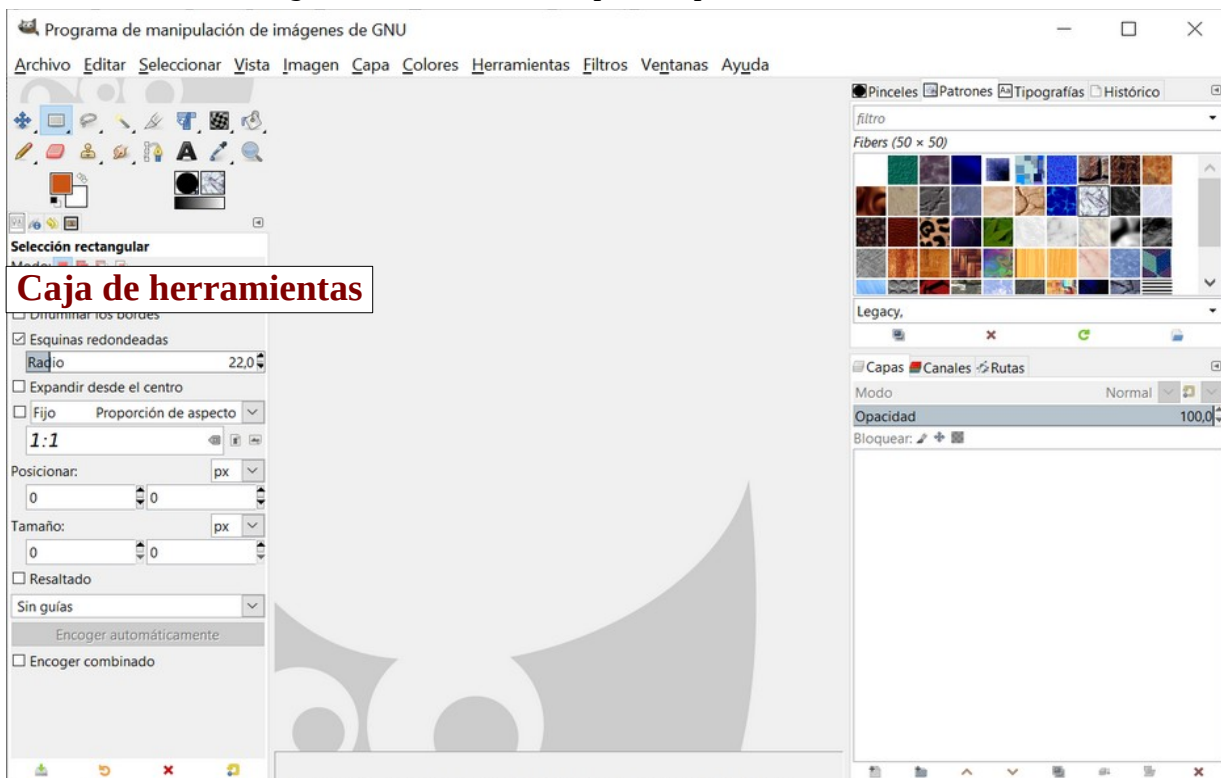 Programa de manipulación de imágenes de GNU
Archivo Editar Seleccionar Vista Imagen Capa Colores Herramientas Filtros Ventanas Ayuda
Pinceles Patrones Tipografías Histórico
filtro
Fibers (50 × 50)
Selección rectangular
Caja de herramientas
Difuminar los bordes
Legacy,
Esquinas redondeadas
Radio 22,0
Capas Canales Rutas
Expandir desde el centro
Modo Normal
Fijo Proporción de aspecto
Opacidad 100,0
1:1
Bloquear:
Posicionar: px
0 0
Tamaño: px
0 0
Resaltado
Sin guías
Encoger automáticamente
Encoger combinado